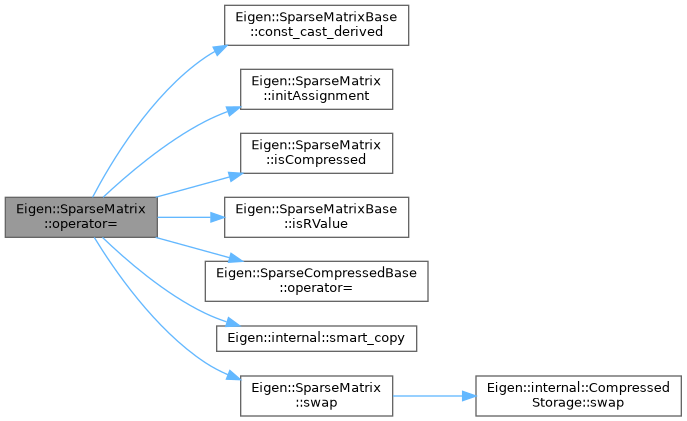 Eigen::SparseMatrixBase
::const_cast_derived
Eigen::SparseMatrix
::initAssignment
Eigen::SparseMatrix
::isCompressed
Eigen::SparseMatrix
::operator=
Eigen::SparseMatrixBase
::isRValue
Eigen::SparseCompressedBase
::operator=
Eigen::internal::smart_copy
Eigen::SparseMatrix
::swap
Eigen::internal::Compressed
Storage::swap